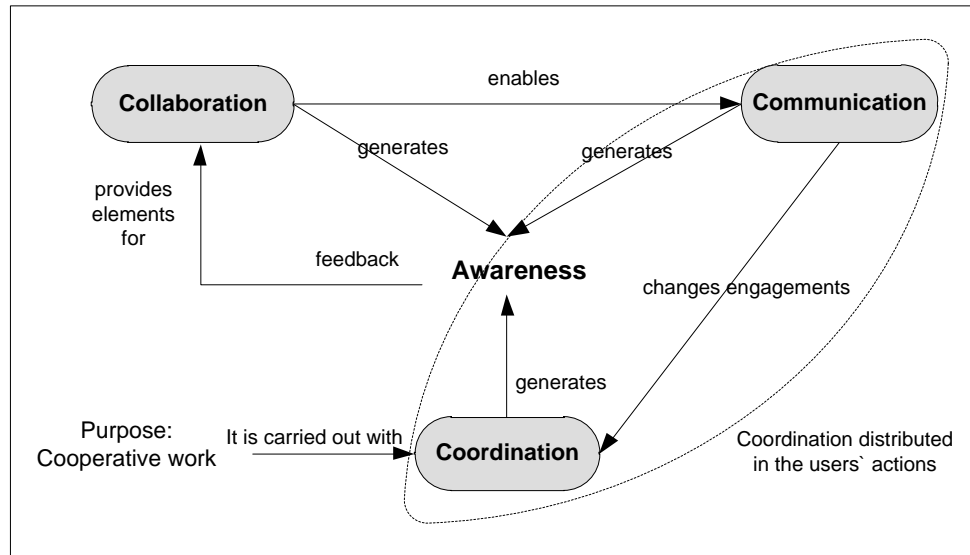 enables
Collaboration
Communication
generates
generates
provides
elements
for
feedback
Awareness
changes engagements
generates
Purpose:
Cooperative work
It is carried out with
Coordination
Coordination distributed
in the users` actions